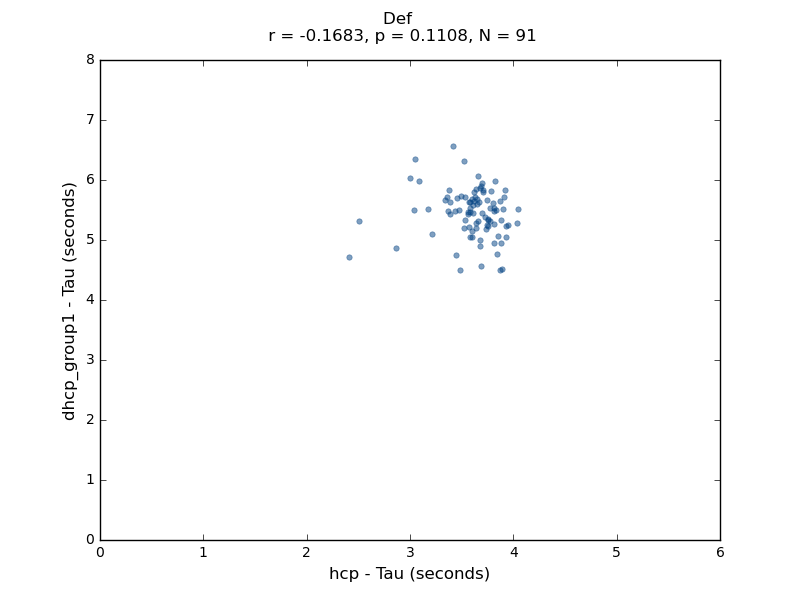 Def
r = -0.1683, p = 0.1108, N = 91
8
7
6
5
4
3
2
1
0
dhcp_group1 - Tau (seconds)
0 1 2 3 4 5 6
hcp - Tau (seconds)